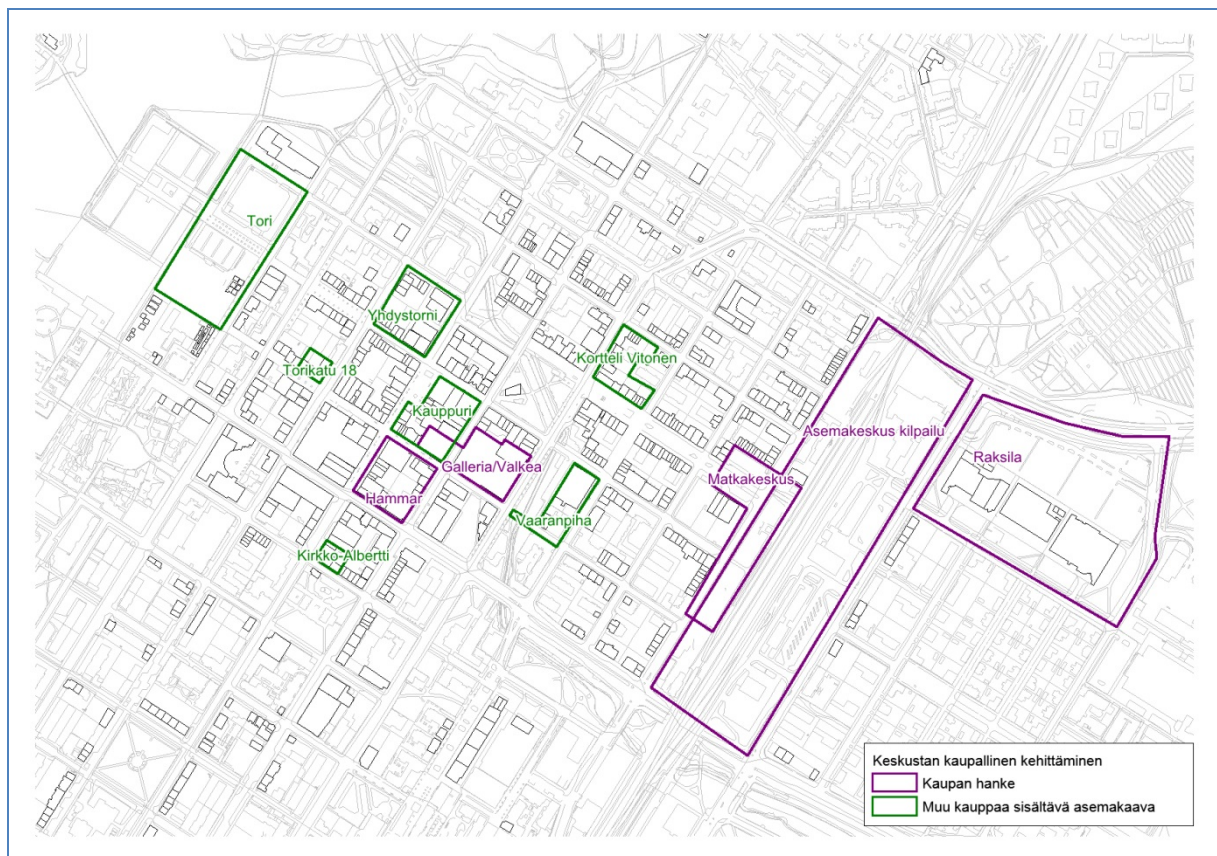 Tori
Yhdystorni
Kortteli Vitonen
Torikatu 18
Kauppuri
Asemakeskus kilpailu
Raksila
Galleria/Valkea
Matkakeskus
Hammar
Vaaranpiha
Kirkko-Albertti
Keskustan kaupallinen kehittäminen
Kaupan hanke
Muu kauppaa sisältävä asemakaava